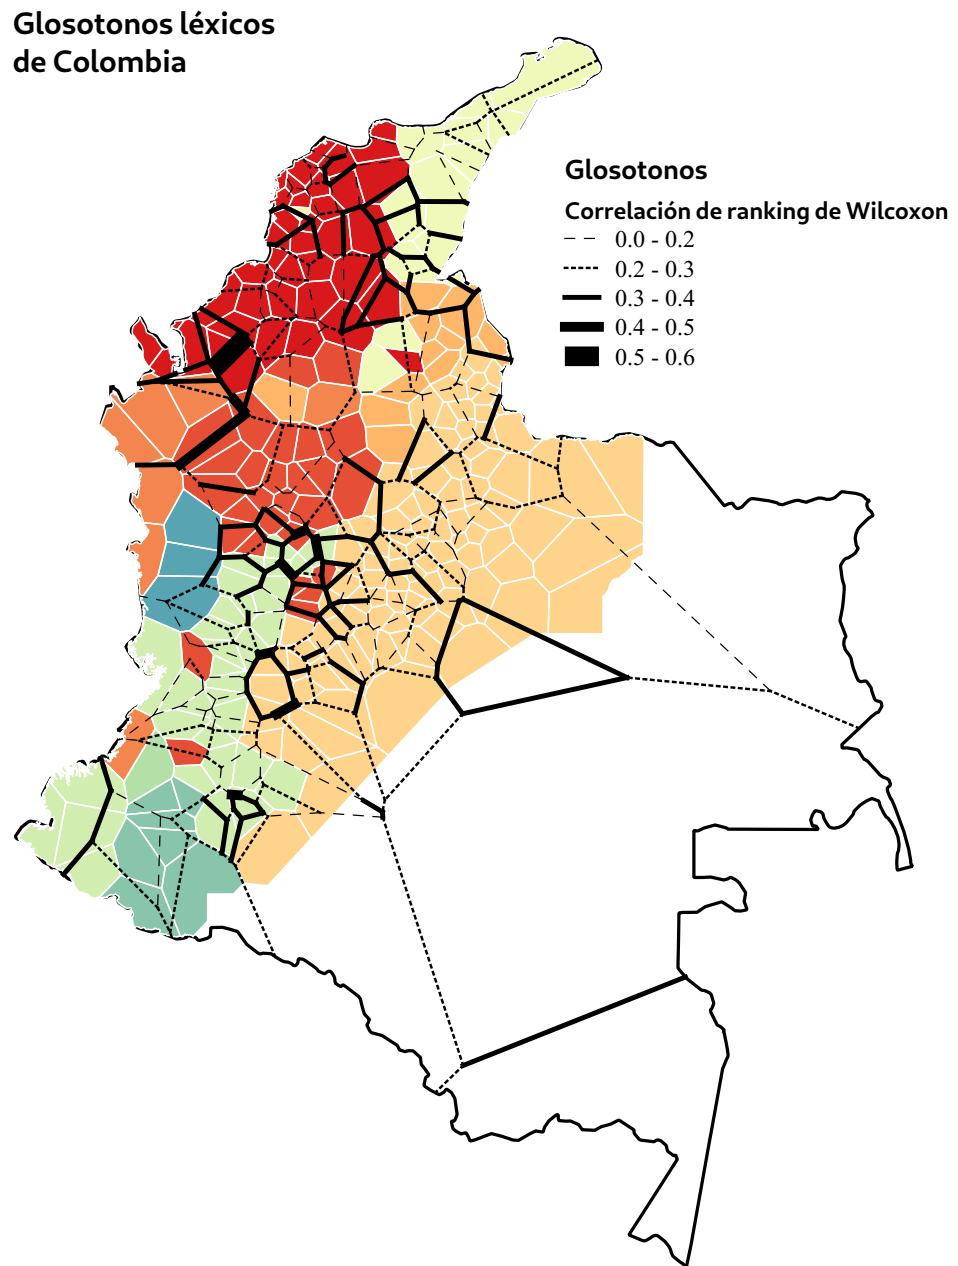 Glosotonos léxicos
de Colombia
Glosotonos
Correlación de ranking de Wilcoxon
0.0 - 0.2
0.2 - 0.3
0.3 - 0.4
0.4 - 0.5
0.5 - 0.6